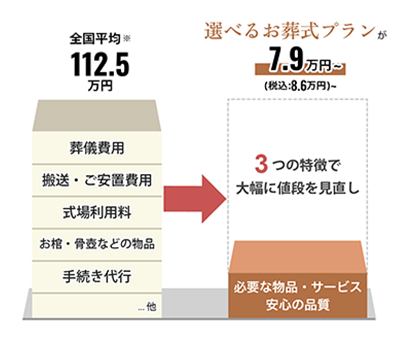 全国平均※
112.5
万円
葬儀費用
搬送・ご安置費用
式場利用料
お棺・骨壺などの物品
手続き代行
...他
選べるお葬式プランが
7.9万円~
(税込:8.6万円)~
3つの特徴で
大幅に値段を見直し
必要な物品・サービス
安心の品質